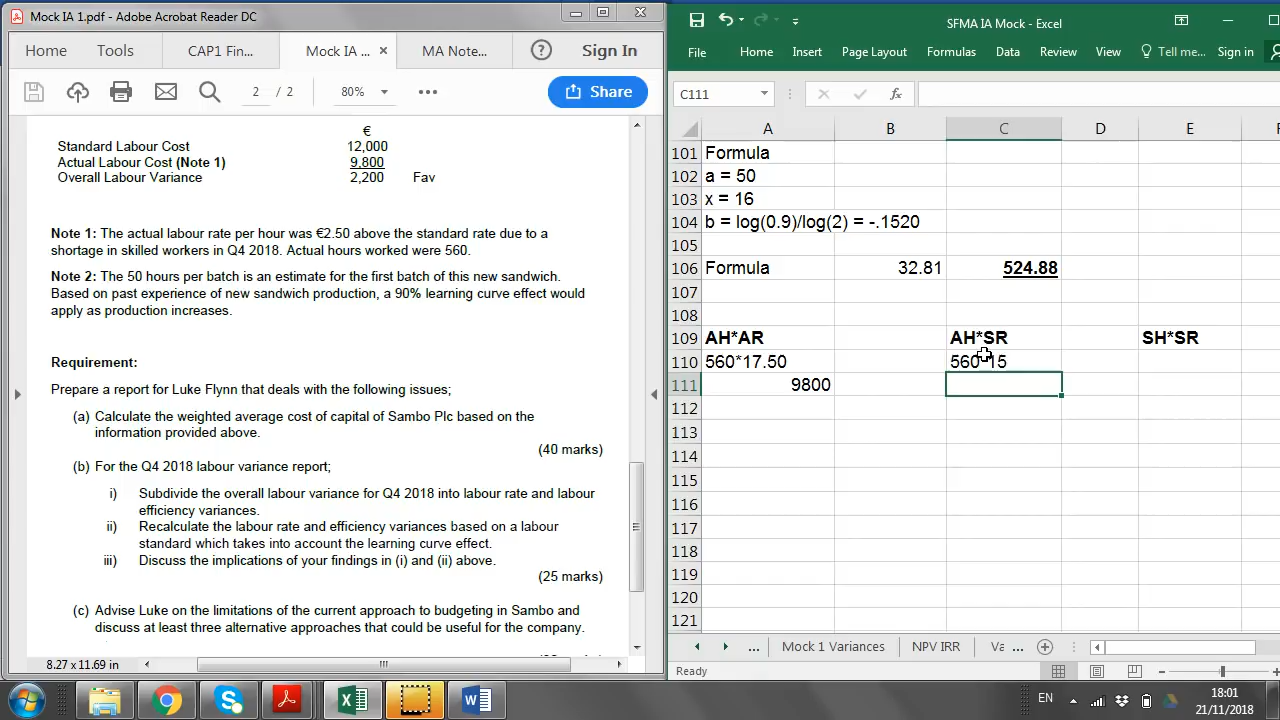 Mock IA 1.pdf - Adobe Acrobat Reader DC
Home Tools CAP1 Fin... Mock IA ... × MA Note... ? Sign In
2 / 2 80% Share
€
Standard Labour Cost 12,000
Actual Labour Cost (Note 1) 9,800
Overall Labour Variance 2,200 Fav
Note 1: The actual labour rate per hour was €2.50 above the standard rate due to a
shortage in skilled workers in Q4 2018. Actual hours worked were 560.
Note 2: The 50 hours per batch is an estimate for the first batch of this new sandwich.
Based on past experience of new sandwich production, a 90% learning curve effect would
apply as production increases.
Requirement:
Prepare a report for Luke Flynn that deals with the following issues;
(a) Calculate the weighted average cost of capital of Sambo Plc based on the
information provided above.
(40 marks)
(b) For the Q4 2018 labour variance report;
i) Subdivide the overall labour variance for Q4 2018 into labour rate and labour
efficiency variances.
ii) Recalculate the labour rate and efficiency variances based on a labour
standard which takes into account the learning curve effect.
iii) Discuss the implications of your findings in (i) and (ii) above.
(25 marks)
(c) Advise Luke on the limitations of the current approach to budgeting in Sambo and
discuss at least three alternative approaches that could be useful for the company.
8.27 x 11.69 in
SFMA IA Mock - Excel
File Home Insert Page Layout Formulas Data Review View Tell me... Sign in
C111 fx
A B C D E
101 Formula
102 a = 50
103 x = 16
104 b = log(0.9)/log(2) = -.1520
105
106 Formula 32.81 524.88
107
108
109 AH*AR AH*SR SH*SR
110 560*17.50 560*15
111 9800
112
113
114
115
116
117
118
119
120
121
... Mock 1 Variances NPV IRR Va ...
Ready
EN 18:01
21/11/2018